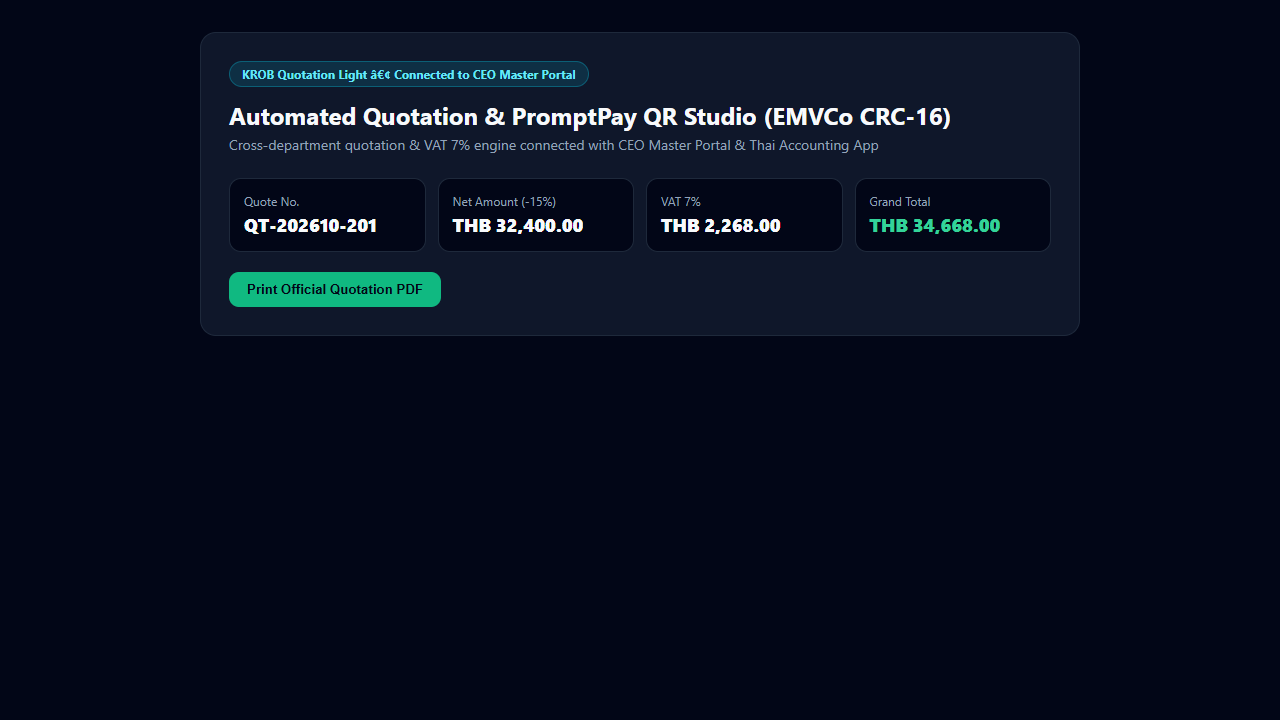 KROB Quotation Light â€¢ Connected to CEO Master Portal
Automated Quotation & PromptPay QR Studio (EMVCo CRC-16)
Cross-department quotation & VAT 7% engine connected with CEO Master Portal & Thai Accounting App
Quote No.
QT-202610-201
Net Amount (-15%)
THB 32,400.00
VAT 7%
THB 2,268.00
Grand Total
THB 34,668.00
Print Official Quotation PDF